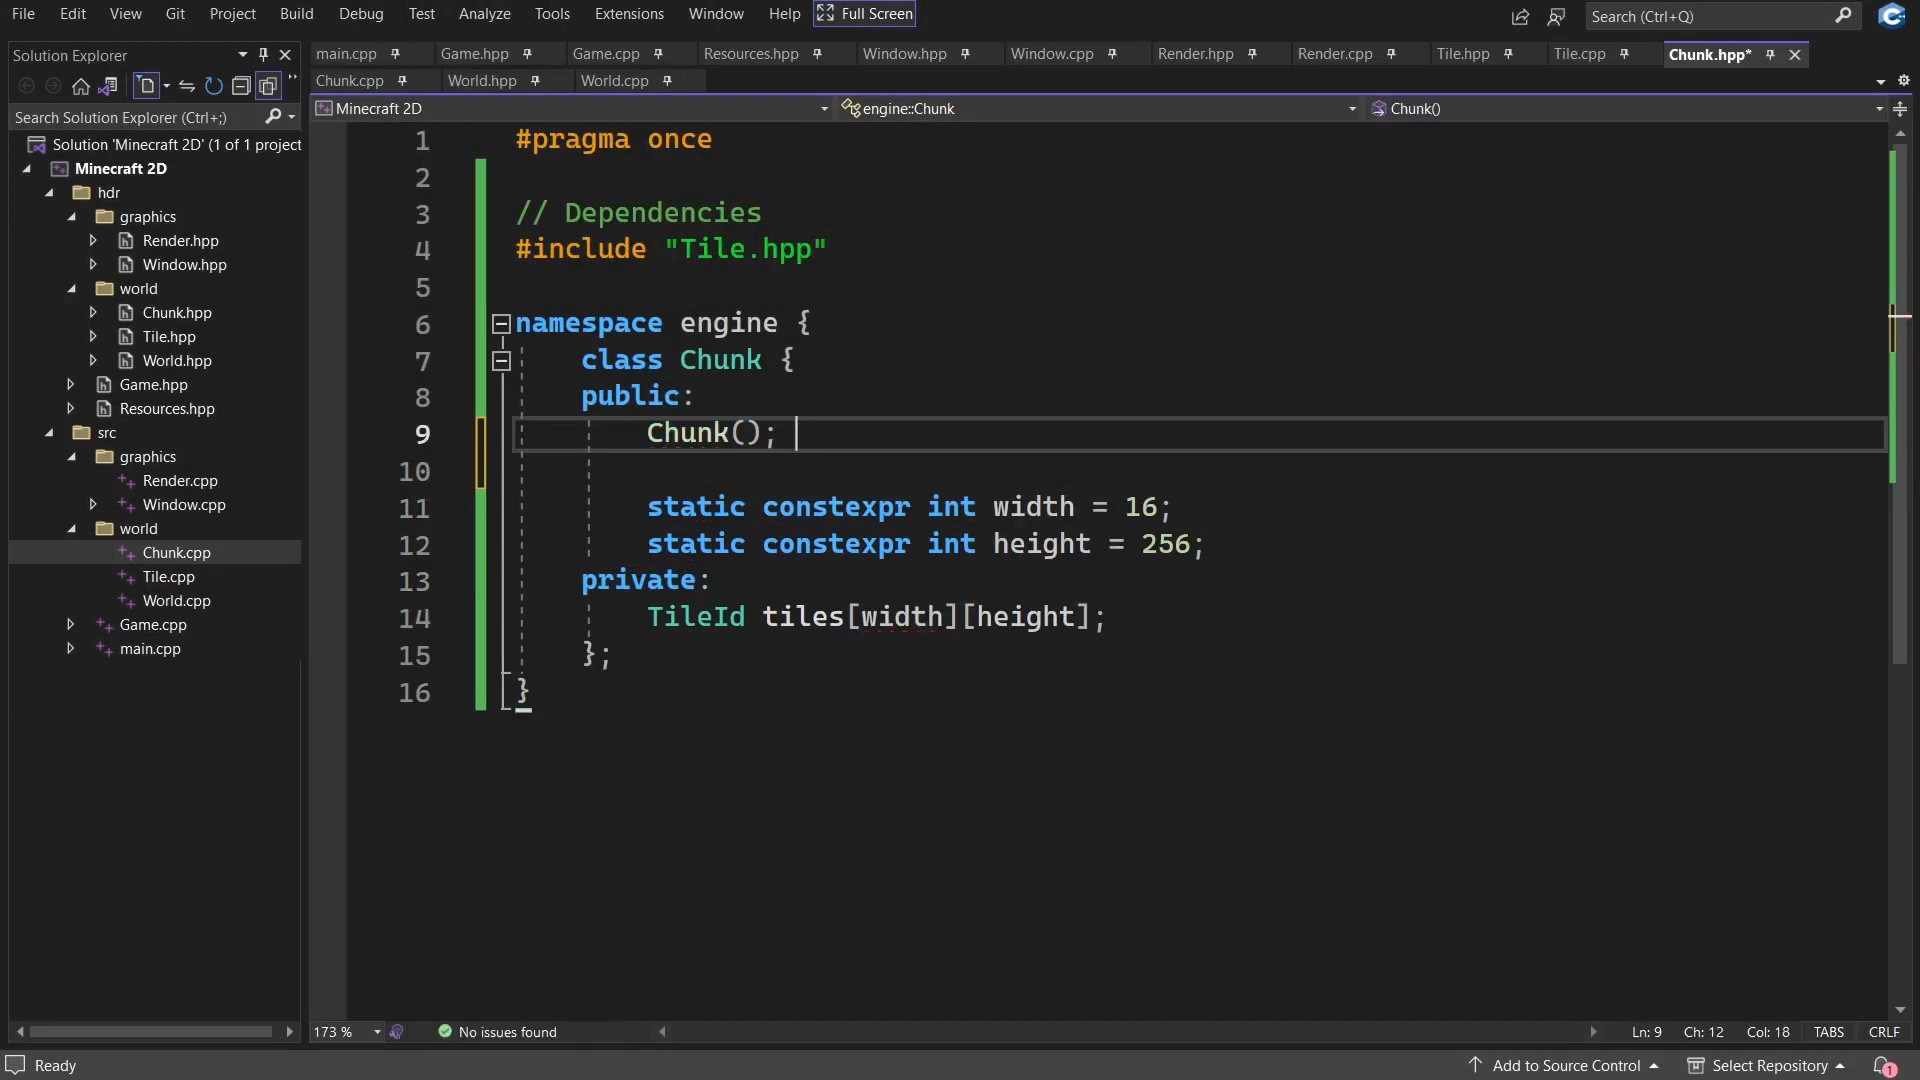 File Edit View Git Project Build Debug Test Analyze Tools Extensions Window Help Full Screen Search (Ctrl+Q)
Solution Explorer
main.cpp Game.hpp Game.cpp Resources.hpp Window.hpp Window.cpp Render.hpp Render.cpp Tile.hpp Tile.cpp Chunk.hpp*
Chunk.cpp World.hpp World.cpp
Minecraft 2D engine::Chunk Chunk()
Search Solution Explorer (Ctrl+;)
Solution 'Minecraft 2D' (1 of 1 project
Minecraft 2D
hdr
graphics
Render.hpp
Window.hpp
world
Chunk.hpp
Tile.hpp
World.hpp
Game.hpp
Resources.hpp
src
graphics
Render.cpp
Window.cpp
world
Chunk.cpp
Tile.cpp
World.cpp
Game.cpp
main.cpp
1 #pragma once
2
3 // Dependencies
4 #include "Tile.hpp"
5
6 namespace engine {
7 class Chunk {
8 public:
9 Chunk();
10
11 static constexpr int width = 16;
12 static constexpr int height = 256;
13 private:
14 TileId tiles[width][height];
15 };
16 }
173 % No issues found Ln: 9 Ch: 12 Col: 18 TABS CRLF
Ready Add to Source Control Select Repository 1